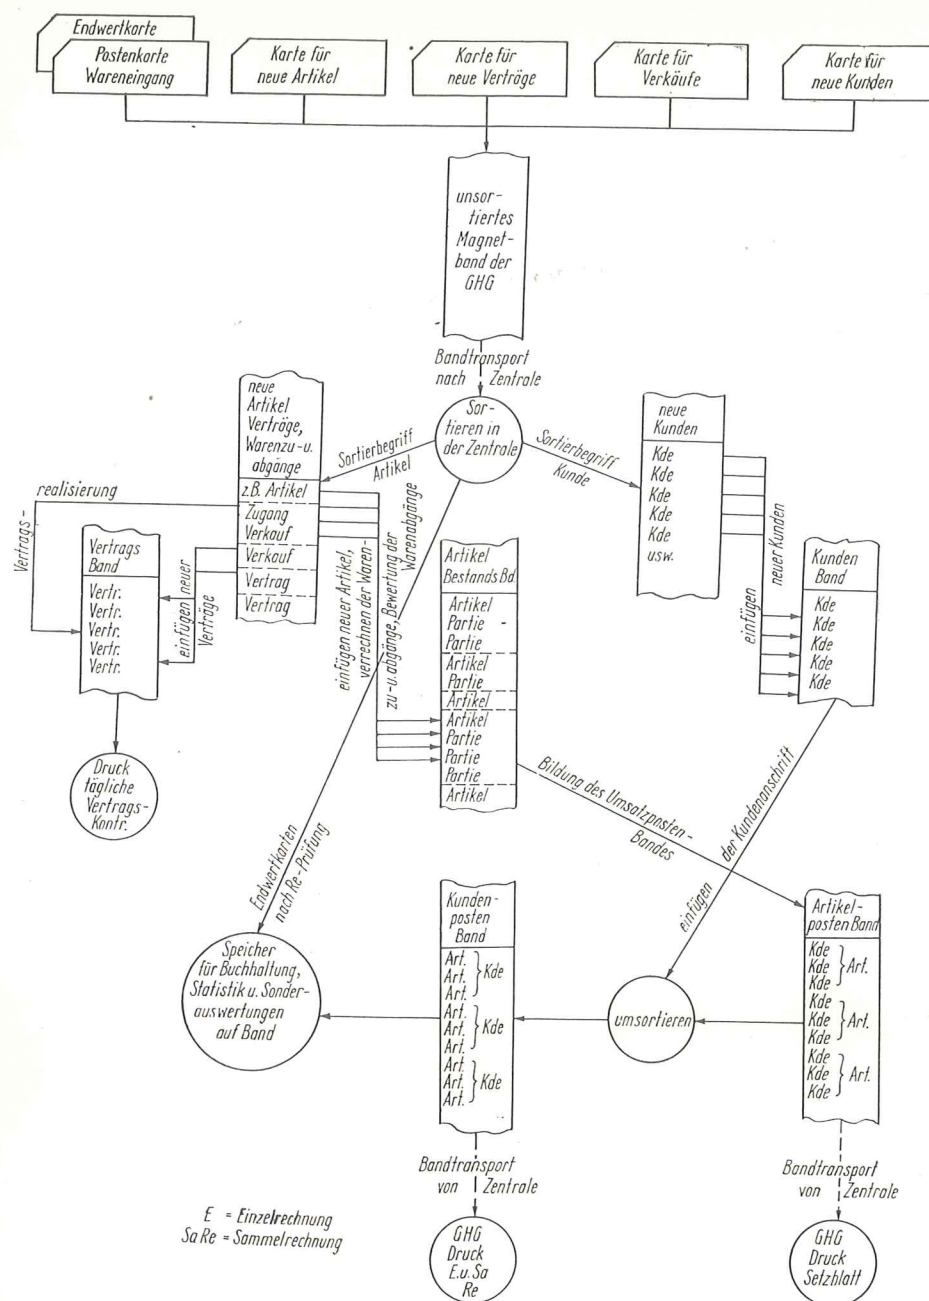 Endwertkarte
Postenkarte
Wareneingang
Karte für
neue Artikel
Karte für
neue Verträge
Karte für
Verkäufe
Karte für
neue Kunden
unsor-
tiertes
Magnet-
band der
GHG
Bandtransport
nach Zentrale
Sor-
tieren in
der Zentrale
Sortierbegriff
Artikel
Sortierbegriff
Kunde
neue
Artikel
Verträge,
Warenzu-u.
abgänge
z.B. Artikel
Zugang
Verkauf
Verkauf
Vertrag
Vertrag
Vertrags-
realisierung
Vertrags
Band
Vertr.
Vertr.
Vertr.
Vertr.
Vertr.
einfügen neuer
Verträge
Druck
tägliche
Vertrags-
Kontr.
einfügen neuer Artikel,
verrechnen der Waren-
zu-u. abgänge, Bewertung der
Warenabgänge
Artikel
Bestands Bd.
Artikel
Partie -
Partie
Artikel
Partie
Artikel
Artikel
Partie
Partie
Partie
Artikel
neue
Kunden
Kde
Kde
Kde
Kde
Kde
usw.
einfügen
neuer Kunden
Kunden
Band
Kde
Kde
Kde
Kde
Kde
Bildung des Umsatzposten-
Bandes
einfügen
der Kundenanschrift
Endwertkarten
nach Re-Prüfung
Speicher
für Buchhaltung,
Statistik u. Sonder-
auswertungen
auf Band
Kunden-
posten
Band
Art.
Art. Kde
Art.
Art.
Art. Kde
Art.
Art.
Art. Kde
Art.
umsortieren
Artikel-
posten Band
Kde
Kde Art.
Kde
Kde
Kde Art.
Kde
Kde
Kde Art.
Kde
Bandtransport
von Zentrale
Bandtransport
von Zentrale
GHG
Druck
E.u. Sa
Re
GHG
Druck
Setzblatt
E = Einzelrechnung
Sa Re = Sammelrechnung